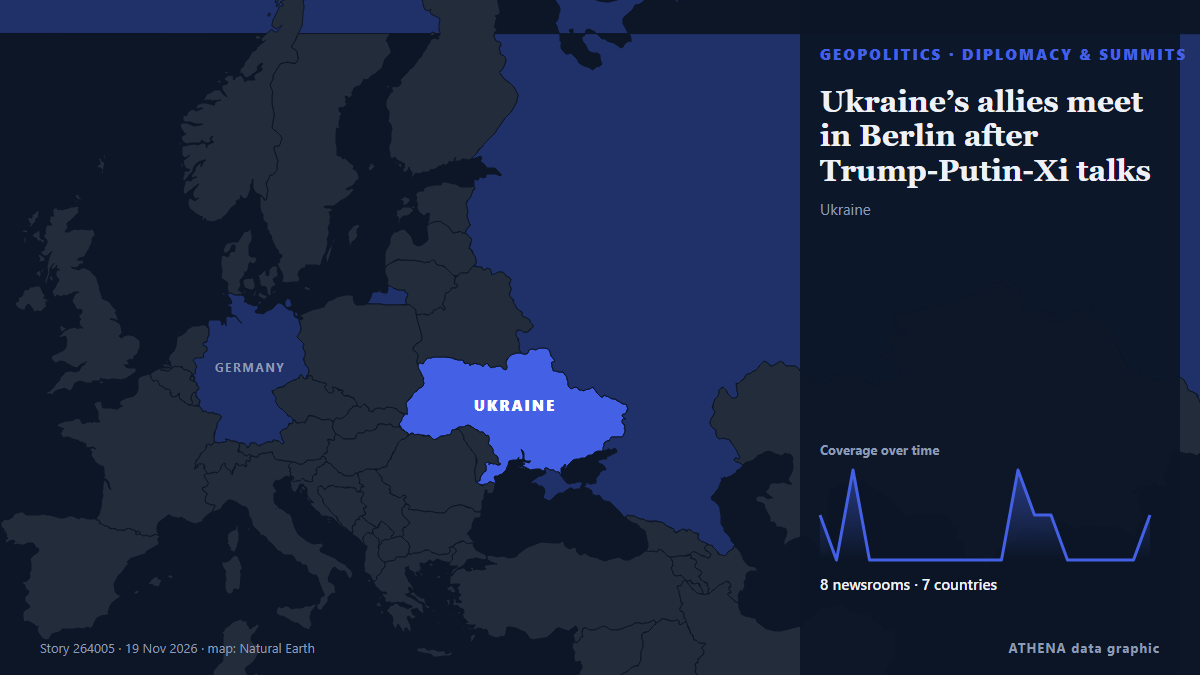 GEOPOLITICS · DIPLOMACY & SUMMITS
Ukraine’s allies meet
in Berlin after
Trump-Putin-Xi talks
Ukraine
GERMANY
UKRAINE
Coverage over time
8 newsrooms · 7 countries
Story 264005 · 19 Nov 2026 · map: Natural Earth
ATHENA data graphic